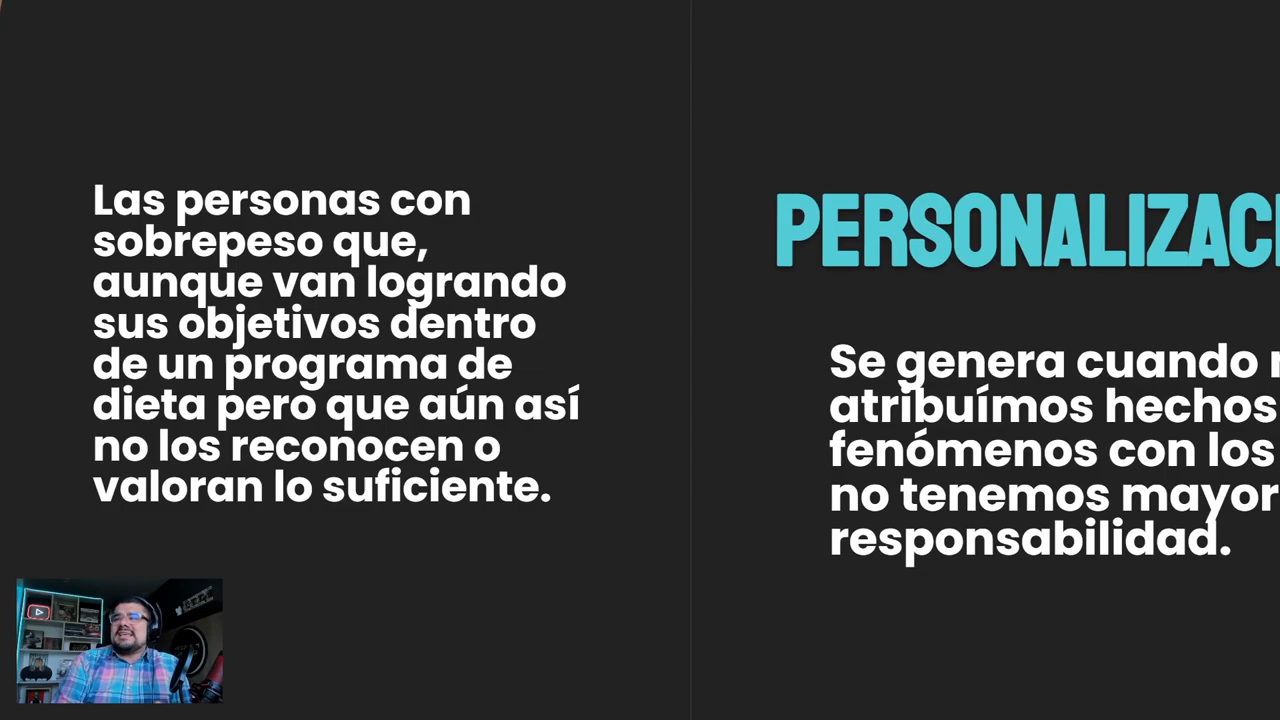 Las personas con
sobrepeso que,
aunque van logrando
sus objetivos dentro
de un programa de
dieta pero que aún así
no los reconocen o
valoran lo suficiente.
PERSONALIZAC
Se genera cuando
atribuímos hechos
fenómenos con los
no tenemos mayor
responsabilidad.